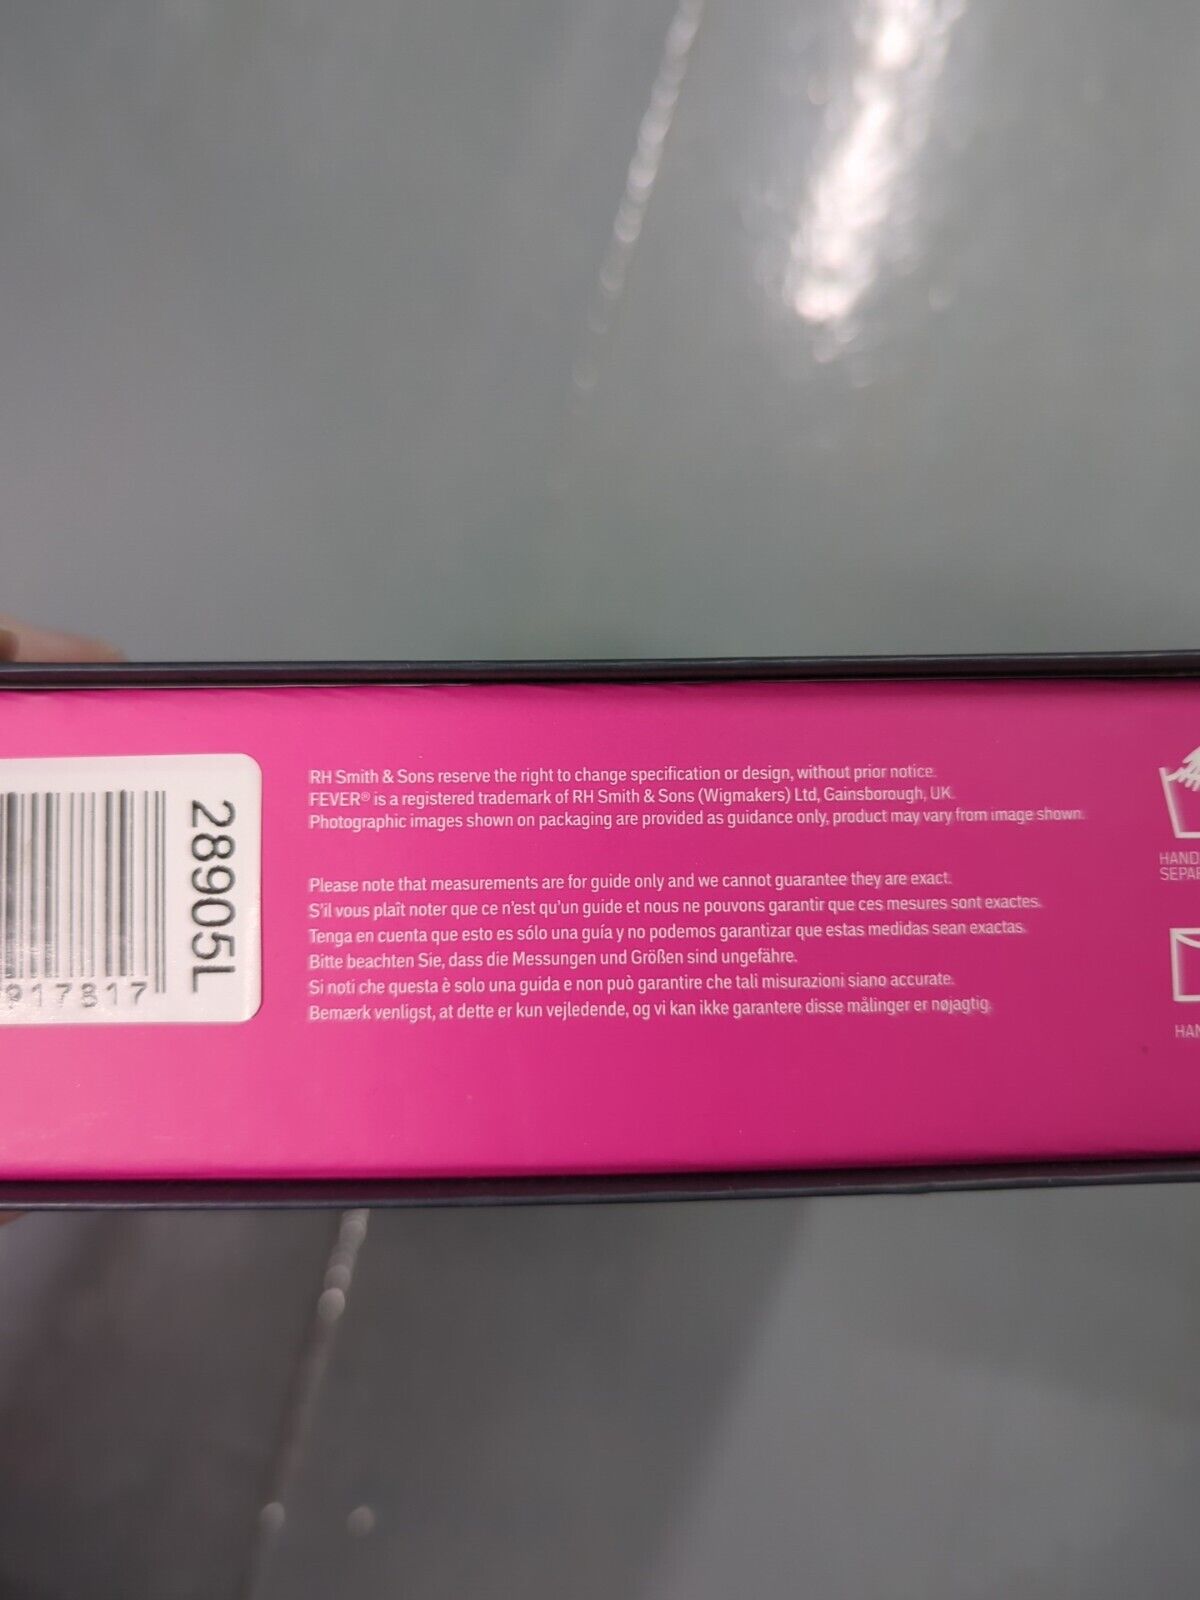 28905L
917817
RH Smith & Sons reserve the right to change specification or design, without prior notice.
FEVER® is a registered trademark of RH Smith & Sons (Wigmakers) Ltd, Gainsborough, UK.
Photographic images shown on packaging are provided as guidance only, product may vary from image shown.
Please note that measurements are for guide only and we cannot guarantee they are exact.
S'il vous plaît noter que ce n'est qu'un guide et nous ne pouvons garantir que ces mesures sont exactes.
Tenga en cuenta que esto es sólo una guía y no podemos garantizar que estas medidas sean exactas.
Bitte beachten Sie, dass die Messungen und Größen sind ungefähre.
Si noti che questa è solo una guida e non può garantire che tali misurazioni siano accurate.
Bemærk venligst, at dette er kun vejledende, og vi kan ikke garantere disse målinger er nøjagtig.
HAND
SEPAR
HAN